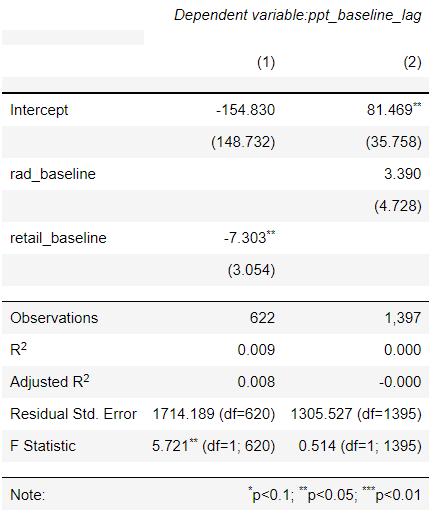 Dependent variable:ppt_baseline_lag
(1) (2)
Intercept -154.830 81.469**
(148.732) (35.758)
rad_baseline 3.390
(4.728)
retail_baseline -7.303**
(3.054)
Observations 622 1,397
R2 0.009 0.000
Adjusted R2 0.008 -0.000
Residual Std. Error 1714.189 (df=620) 1305.527 (df=1395)
F Statistic 5.721** (df=1; 620) 0.514 (df=1; 1395)
Note: *p<0.1; **p<0.05; ***p<0.01